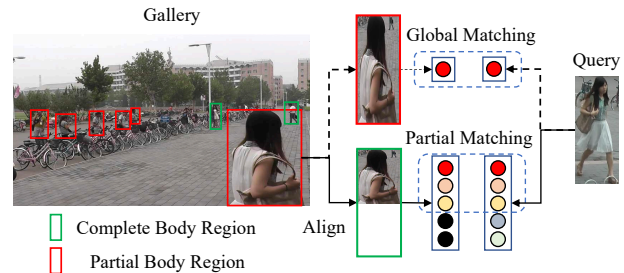 Gallery
Global Matching
Query
Partial Matching
Align
Complete Body Region
Partial Body Region